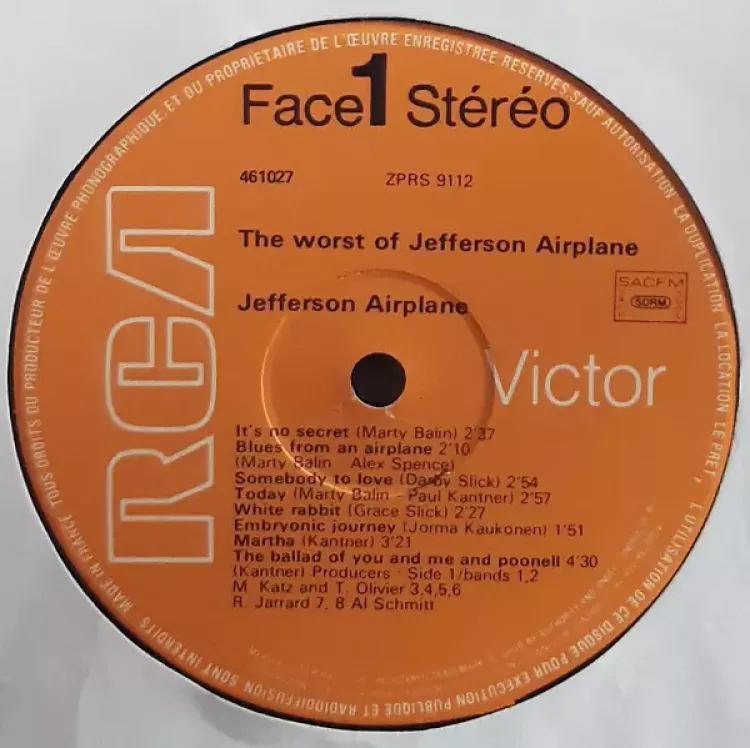 Face 1 Stéréo
461027 ZPRS 9112
The worst of Jefferson Airplane
Jefferson Airplane
SACEM
SDRM
RCA
Victor
It's no secret (Marty Balin) 2'37
Blues from an airplane 2'10
(Marty Balin Alex Spence)
Somebody to love (Darby Slick) 2'54
Today (Marty Balin - Paul Kantner) 2'57
White rabbit (Grace Slick) 2'27
Embryonic journey (Jorma Kaukonen) 1'51
Martha (Kantner) 3'21
The ballad of you and me and poonell 4'30
(Kantner) Producers · Side 1/bands 1,2
M Katz and T. Olivier 3,4,5,6
R. Jarrard 7, 8 Al Schmitt
MADE IN FRANCE TOUS DROITS DU PRODUCTEUR DE L'ŒUVRE PHONOGRAPHIQUE ET DU PROPRIETAIRE DE L'ŒUVRE ENREGISTREE RESERVES, SAUF AUTORISATION LA DUPLICATION LA LOCATION LE PRET, L'UTILISATION DE CE DISQUE POUR EXECUTION PUBLIQUE ET RADIODIFFUSION SONT INTERDITS